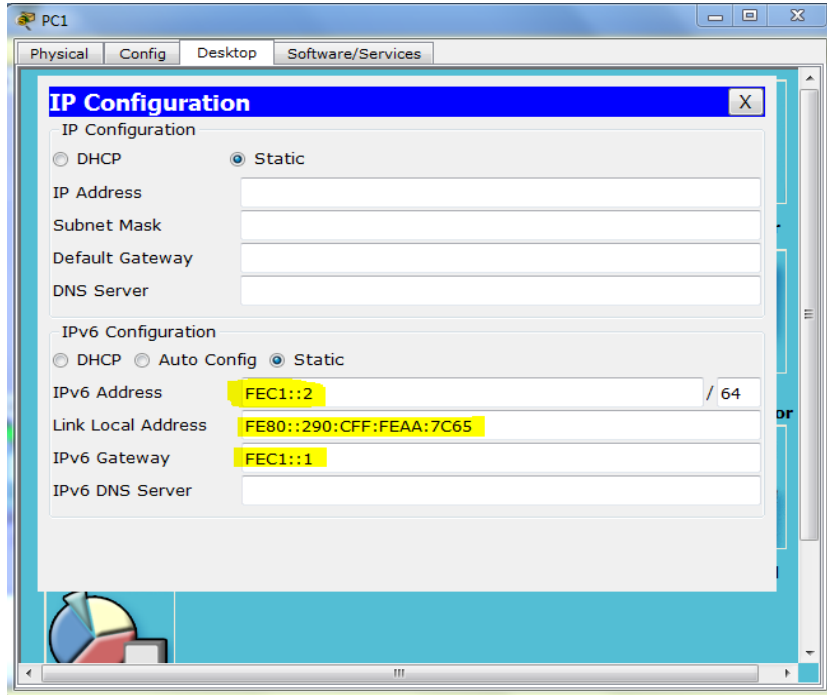 PC1
Physical Config Desktop Software/Services
IP Configuration X
IP Configuration
DHCP Static
IP Address
Subnet Mask
Default Gateway
DNS Server
IPv6 Configuration
DHCP Auto Config Static
IPv6 Address FEC1::2 / 64
Link Local Address FE80::290:CFF:FEAA:7C65
IPv6 Gateway FEC1::1
IPv6 DNS Server
or